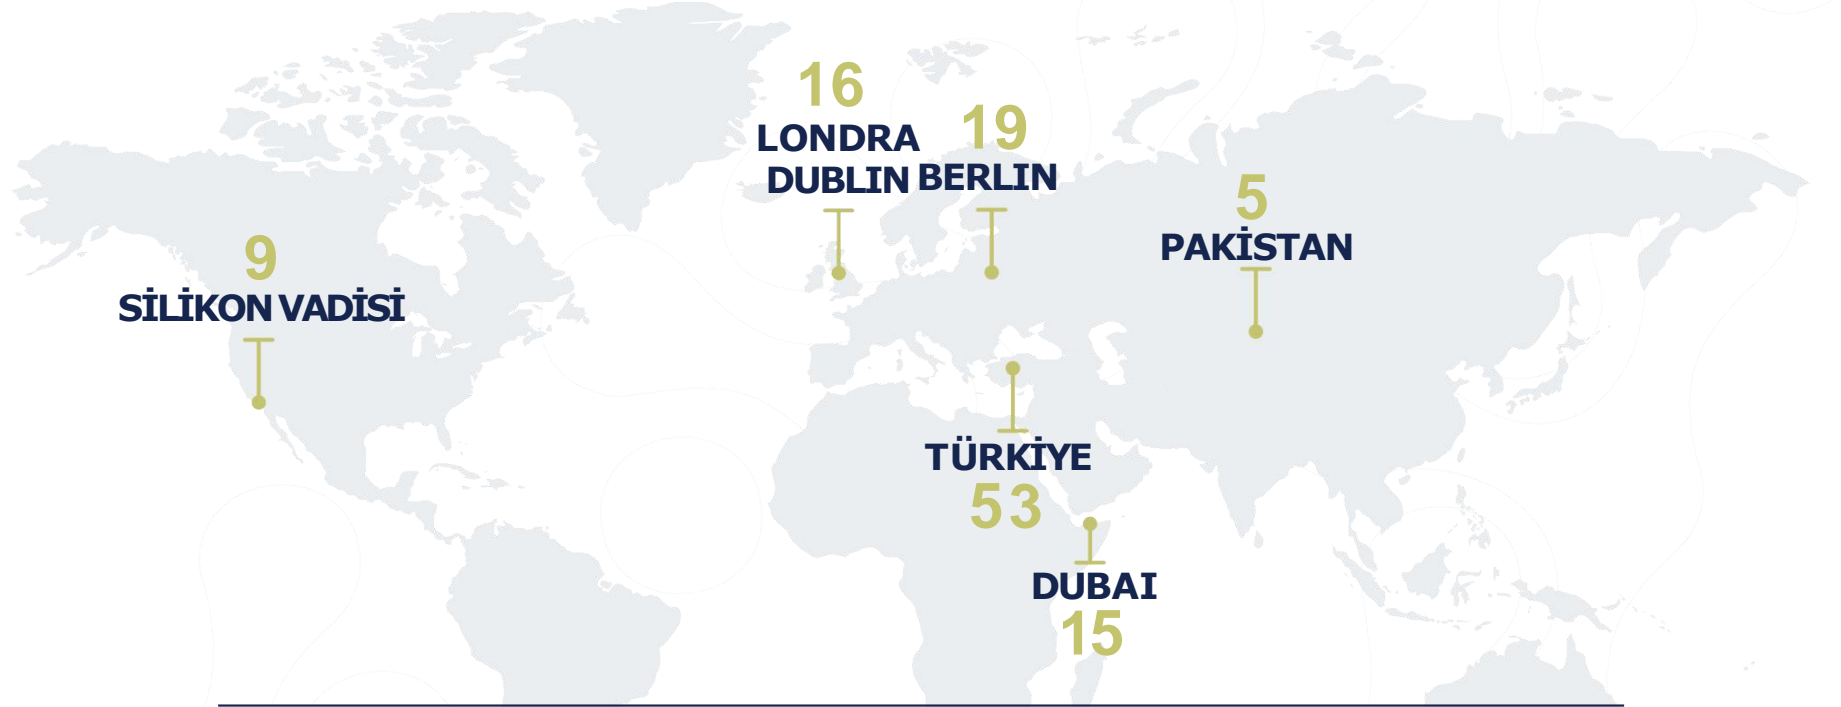 16
LONDRA
DUBLIN
19
BERLIN
5
PAKİSTAN
9
SİLİKON VADİSİ
TÜRKİYE
53
DUBAI
15